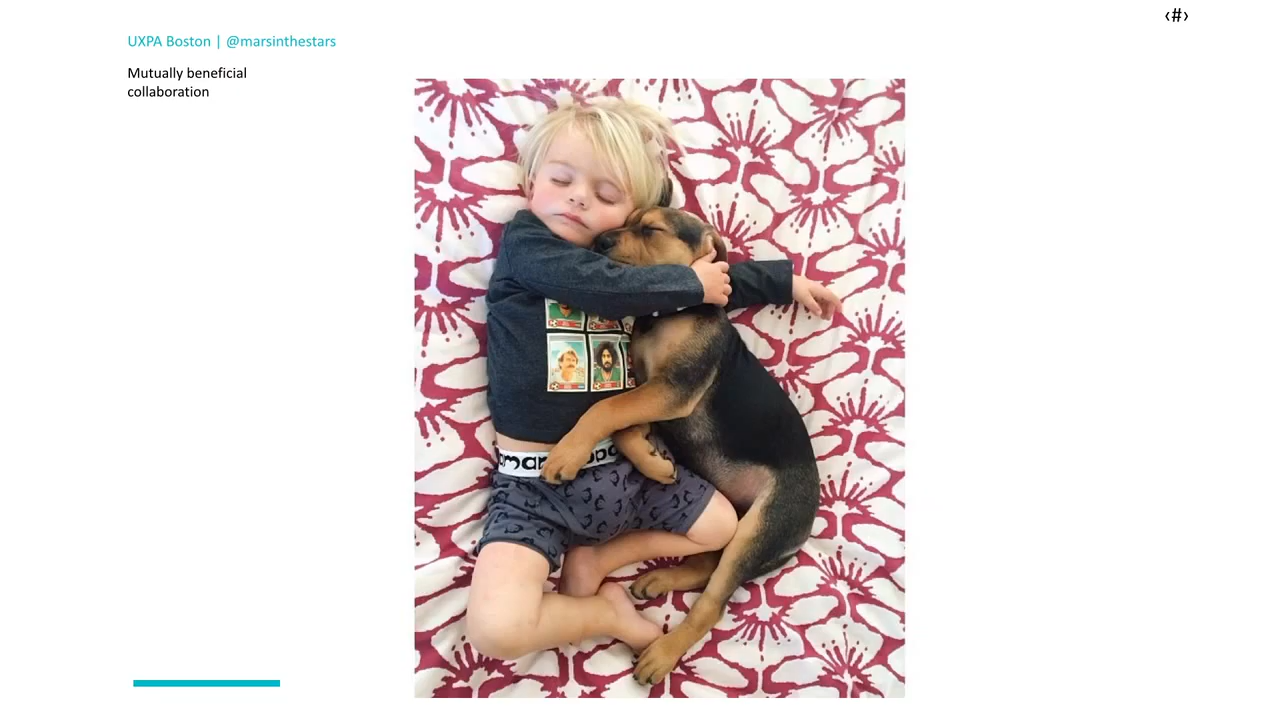 ‹#›
UXPA Boston | @marsinthestars
Mutually beneficial
collaboration